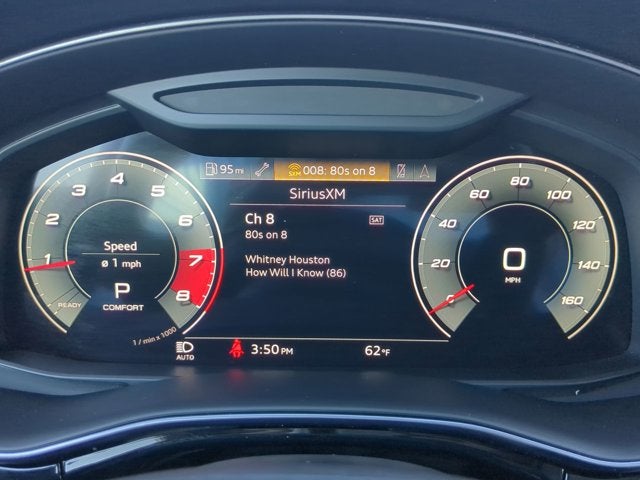 95 mi
SXM 008: 80s on 8
SiriusXM
Ch 8
SAT
80s on 8
Whitney Houston
How Will I Know (86)
1 2 3 4 5 6 7 8
READY
Speed
ø 1 mph
P
COMFORT
1 / min x 1000
0 20 40 60 80 100 120 140 160
0
MPH
AUTO
3:50 PM
62°F